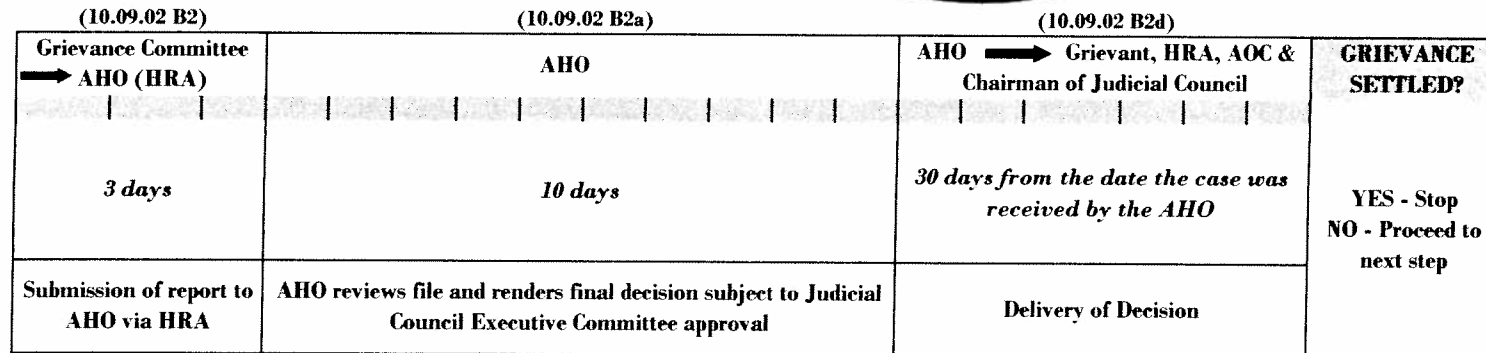 (10.09.02 B2)
(10.09.02 B2a)
(10.09.02 B2d)
Grievance Committee
AHO (HRA)
AHO
AHO Grievant, HRA, AOC &
Chairman of Judicial Council
GRIEVANCE
SETTLED?
3 days
10 days
30 days from the date the case was
received by the AHO
YES - Stop
NO - Proceed to
next step
Submission of report to
AHO via HRA
AHO reviews file and renders final decision subject to Judicial
Council Executive Committee approval
Delivery of Decision